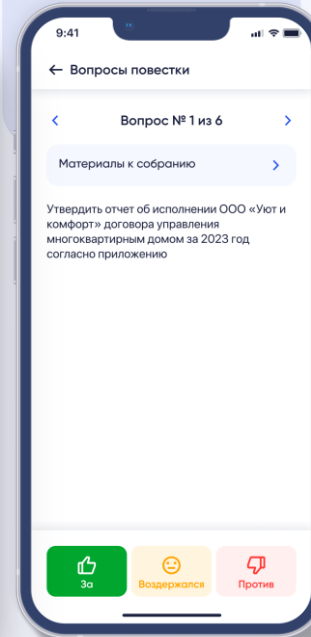 9:41
Вопросы повестки
Вопрос № 1 из 6
Материалы к собранию
Утвердить отчет об исполнении ООО «Уют и
комфорт» договора управления
многоквартирным домом за 2023 год
согласно приложению
За
Воздержался
Против